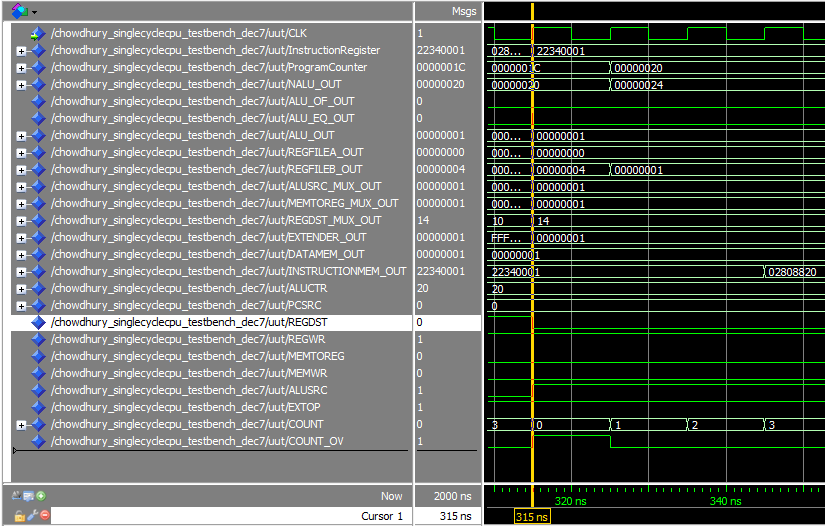 Msgs
/chowdhury_singlecyclecpu_testbench_dec7/uut/CLK 1
/chowdhury_singlecyclecpu_testbench_dec7/uut/InstructionRegister 22340001 028... 22340001
/chowdhury_singlecyclecpu_testbench_dec7/uut/ProgramCounter 0000001C 0000001C 00000020
/chowdhury_singlecyclecpu_testbench_dec7/uut/NALU_OUT 00000020 00000020 00000024
/chowdhury_singlecyclecpu_testbench_dec7/uut/ALU_OF_OUT 0
/chowdhury_singlecyclecpu_testbench_dec7/uut/ALU_EQ_OUT 0
/chowdhury_singlecyclecpu_testbench_dec7/uut/ALU_OUT 00000001 000... 00000001
/chowdhury_singlecyclecpu_testbench_dec7/uut/REGFILEA_OUT 00000000 000... 00000000
/chowdhury_singlecyclecpu_testbench_dec7/uut/REGFILEB_OUT 00000004 000... 00000004 00000001
/chowdhury_singlecyclecpu_testbench_dec7/uut/ALUSRC_MUX_OUT 00000001 000... 00000001
/chowdhury_singlecyclecpu_testbench_dec7/uut/MEMTOREG_MUX_OUT 00000001 000... 00000001
/chowdhury_singlecyclecpu_testbench_dec7/uut/REGDST_MUX_OUT 14 10 14
/chowdhury_singlecyclecpu_testbench_dec7/uut/EXTENDER_OUT 00000001 FFF... 00000001
/chowdhury_singlecyclecpu_testbench_dec7/uut/DATAMEM_OUT 00000001 00000001
/chowdhury_singlecyclecpu_testbench_dec7/uut/INSTRUCTIONMEM_OUT 22340001 22340001 02808820
/chowdhury_singlecyclecpu_testbench_dec7/uut/ALUCTR 20 20
/chowdhury_singlecyclecpu_testbench_dec7/uut/PCSRC 0 0
/chowdhury_singlecyclecpu_testbench_dec7/uut/REGDST 0
/chowdhury_singlecyclecpu_testbench_dec7/uut/REGWR 1
/chowdhury_singlecyclecpu_testbench_dec7/uut/MEMTOREG 0
/chowdhury_singlecyclecpu_testbench_dec7/uut/MEMWR 0
/chowdhury_singlecyclecpu_testbench_dec7/uut/ALUSRC 1
/chowdhury_singlecyclecpu_testbench_dec7/uut/EXTOP 1
/chowdhury_singlecyclecpu_testbench_dec7/uut/COUNT 0 3 0 1 2 3
/chowdhury_singlecyclecpu_testbench_dec7/uut/COUNT_OV 1
Now 2000 ns 320 ns 340 ns
Cursor 1 315 ns 315 ns